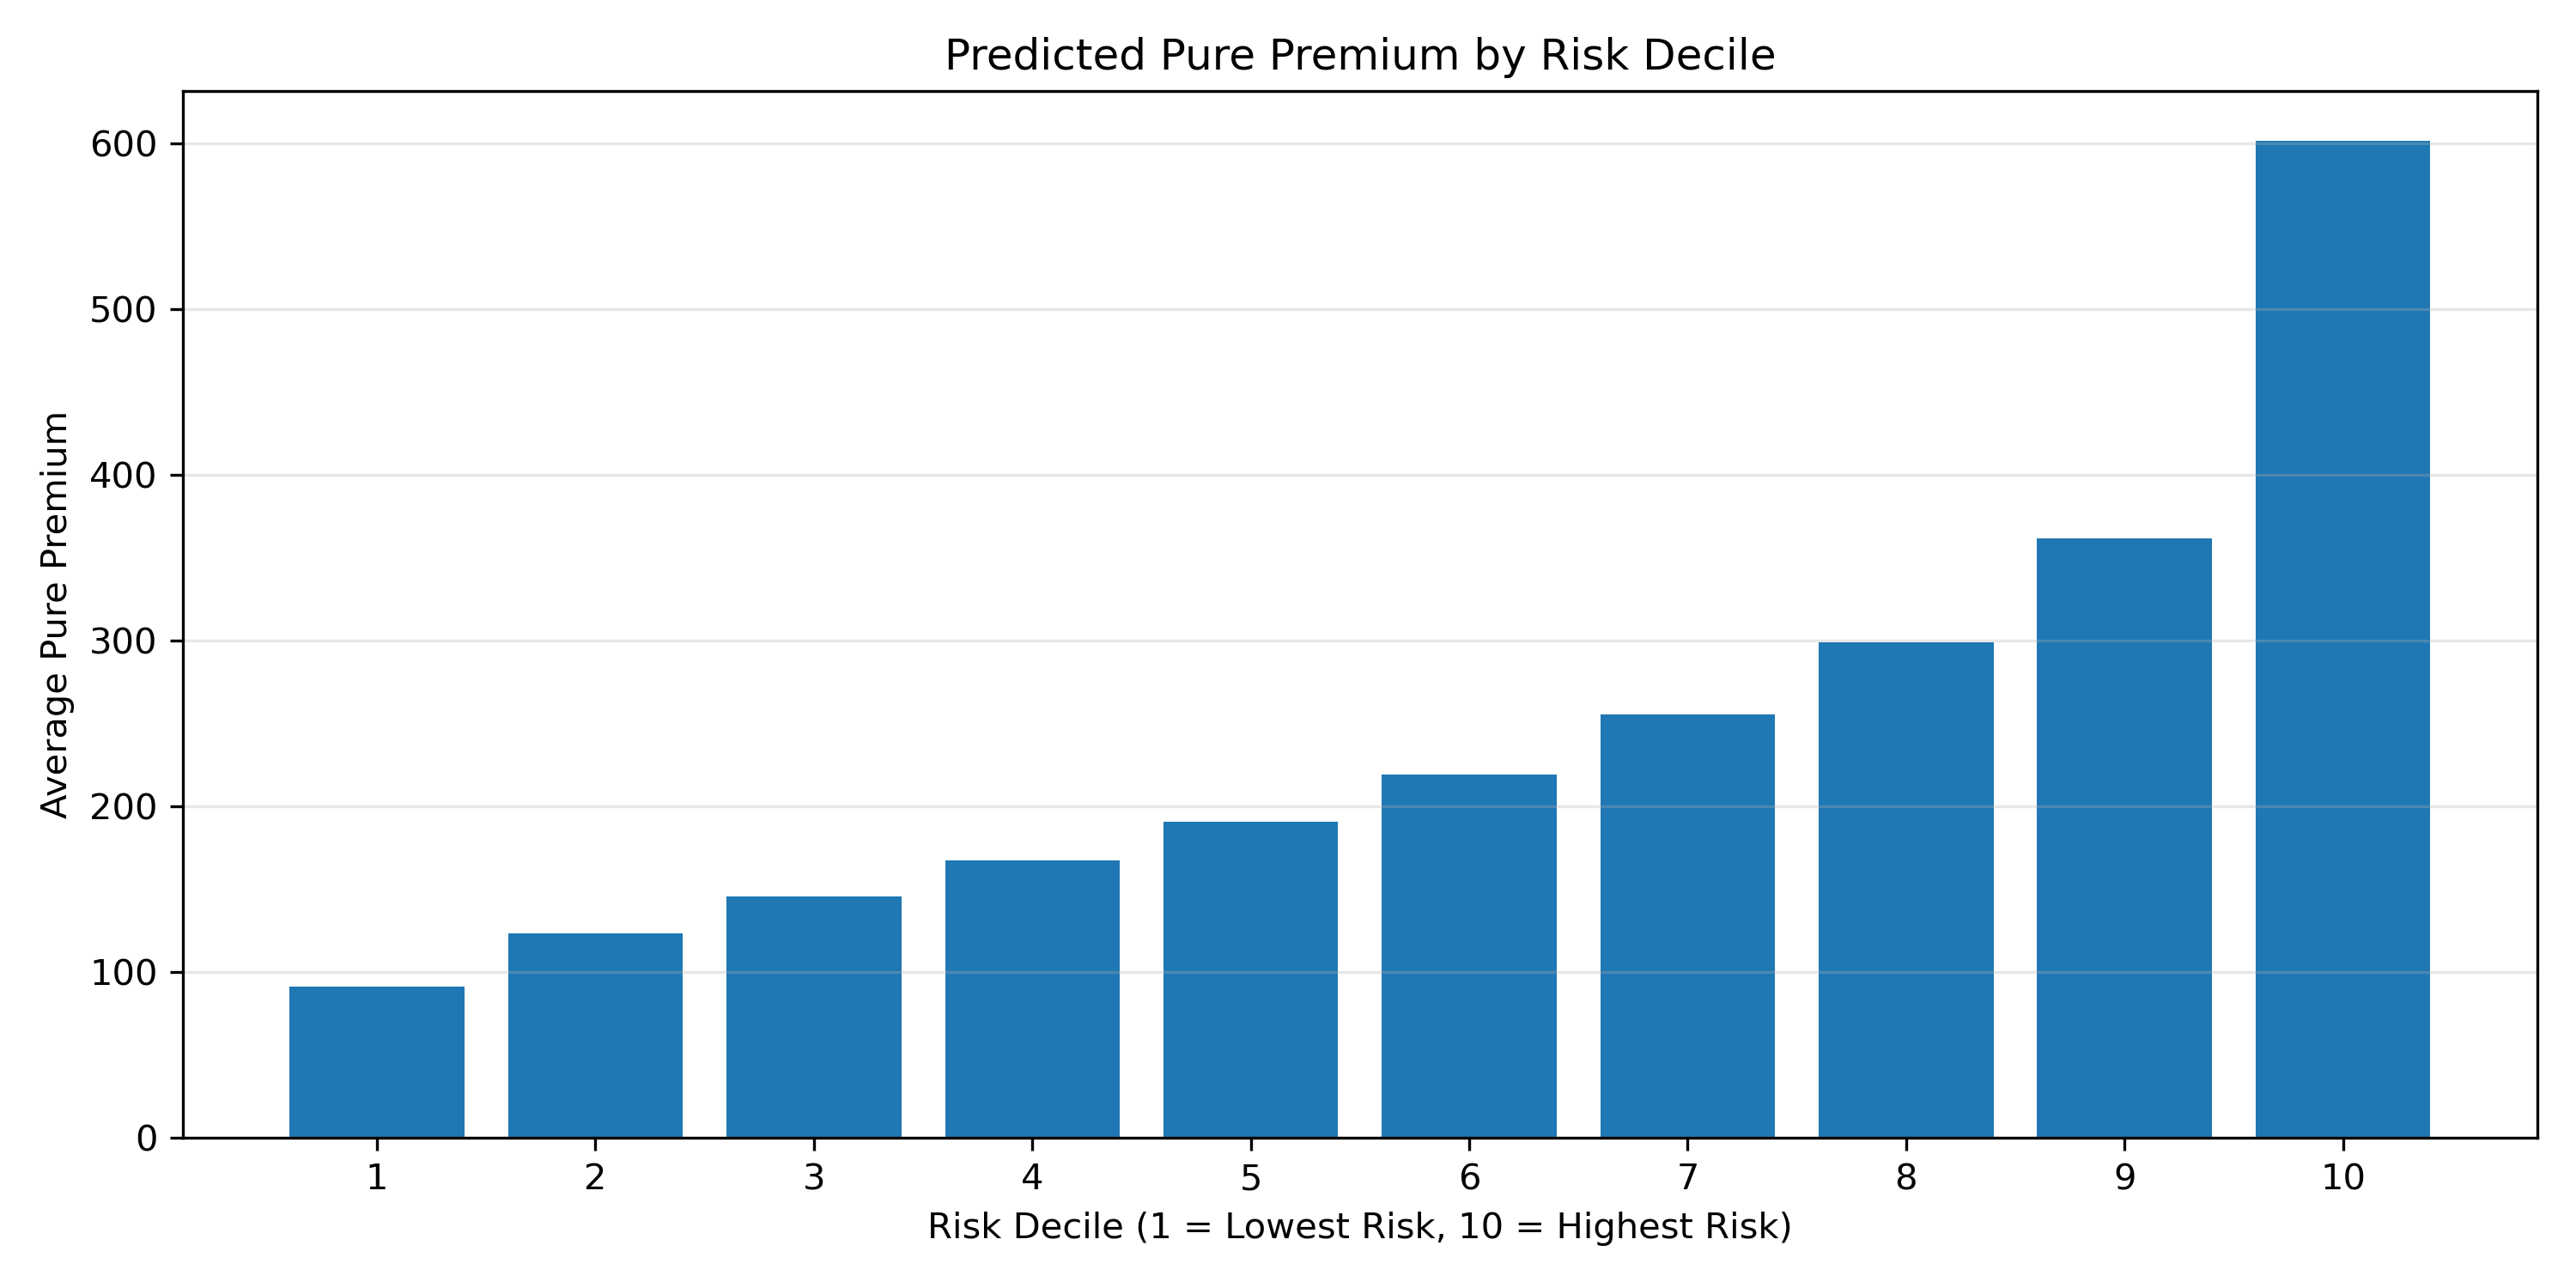 Predicted Pure Premium by Risk Decile
Average Pure Premium
600
500
400
300
200
100
0
1 2 3 4 5 6 7 8 9 10
Risk Decile (1 = Lowest Risk, 10 = Highest Risk)